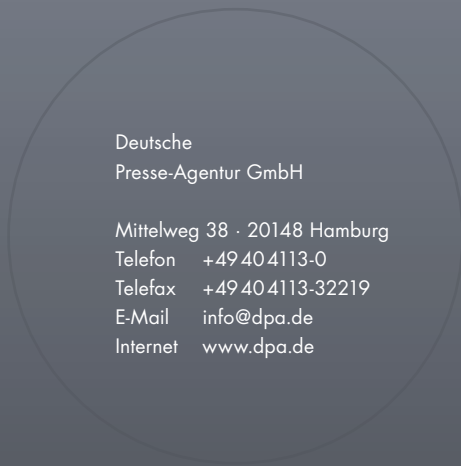 Deutsche
Presse-Agentur GmbH
Mittelweg 38 · 20148 Hamburg
Telefon +49 40 4113-0
Telefax +49 40 4113-32219
E-Mail info@dpa.de
Internet www.dpa.de